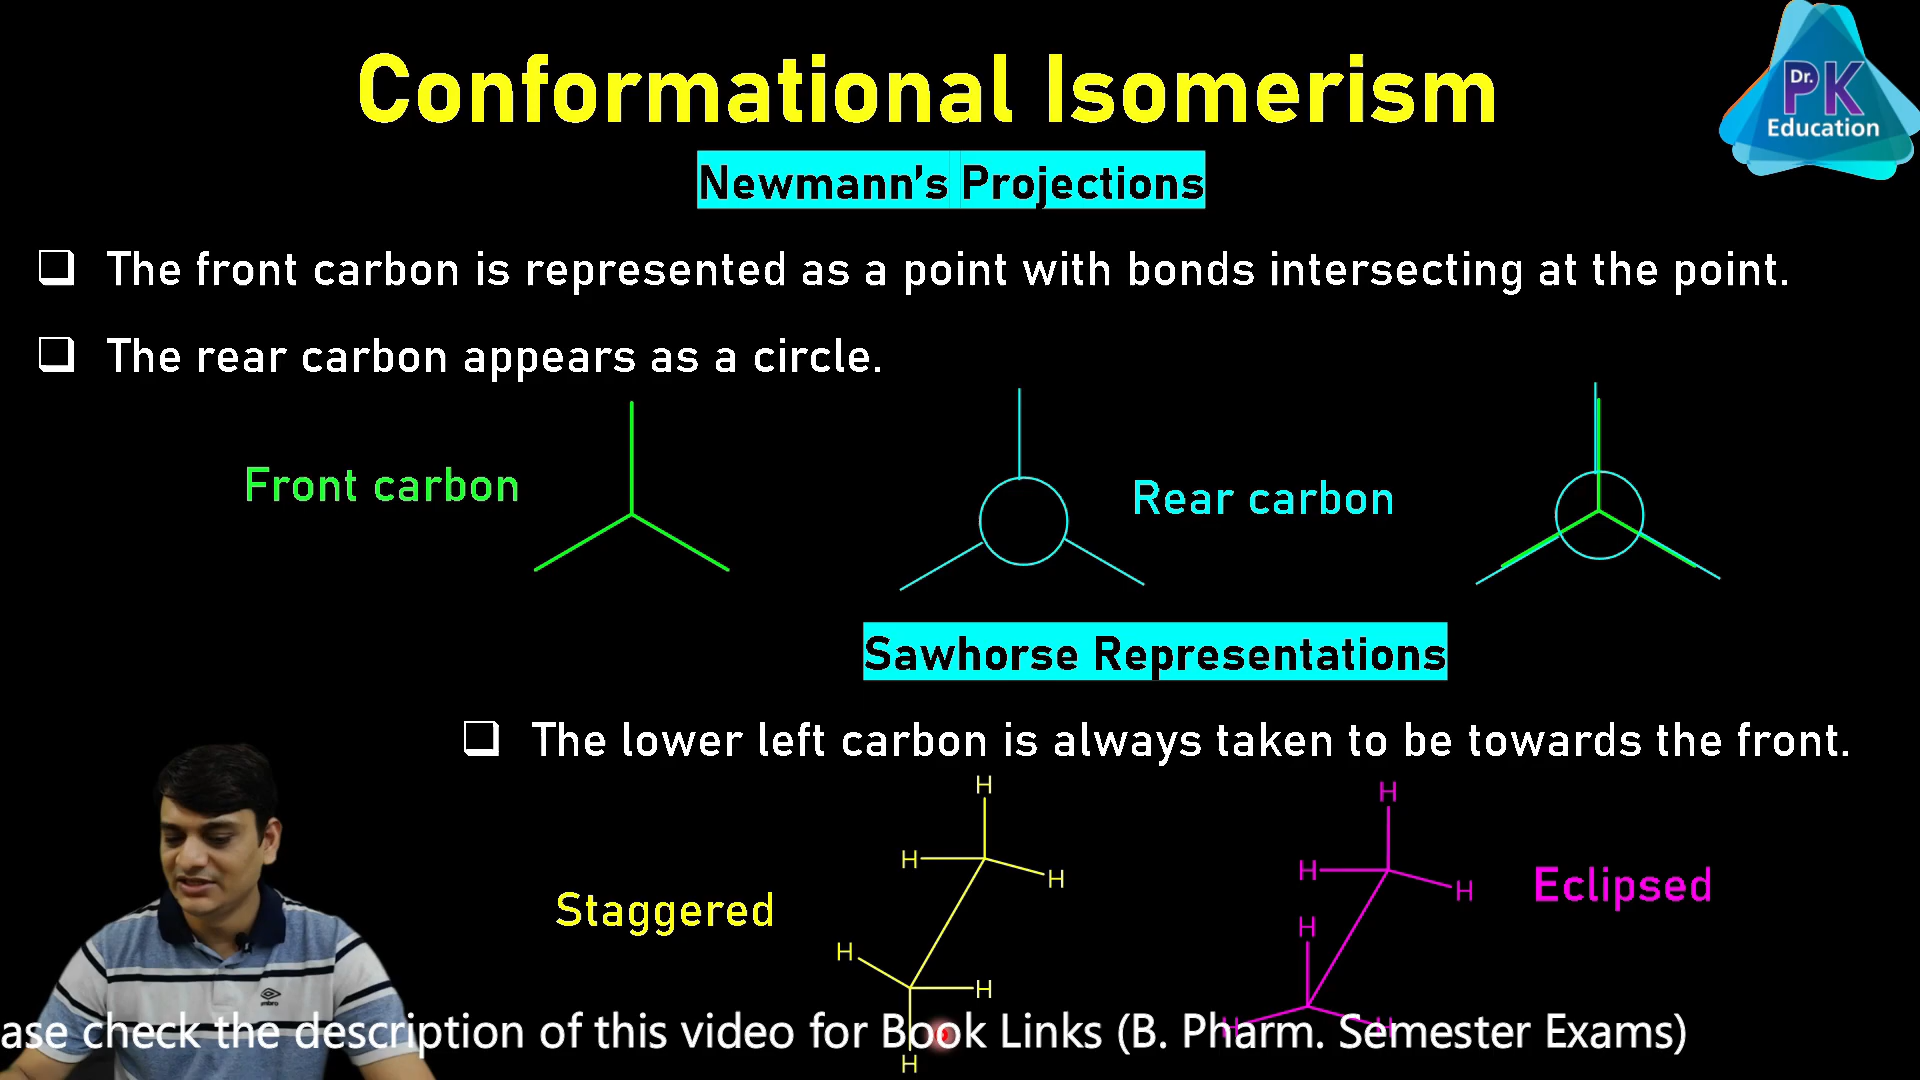 Conformational Isomerism
Dr.
PK
Education
Newmann's Projections
❑ The front carbon is represented as a point with bonds intersecting at the point.
❑ The rear carbon appears as a circle.
Front carbon
Rear carbon
Sawhorse Representations
❑ The lower left carbon is always taken to be towards the front.
H
H
H
H
H
H
Staggered
H
H
H
H
H
H
Eclipsed
umbro
ase check the description of this video for Book Links (B. Pharm. Semester Exams)